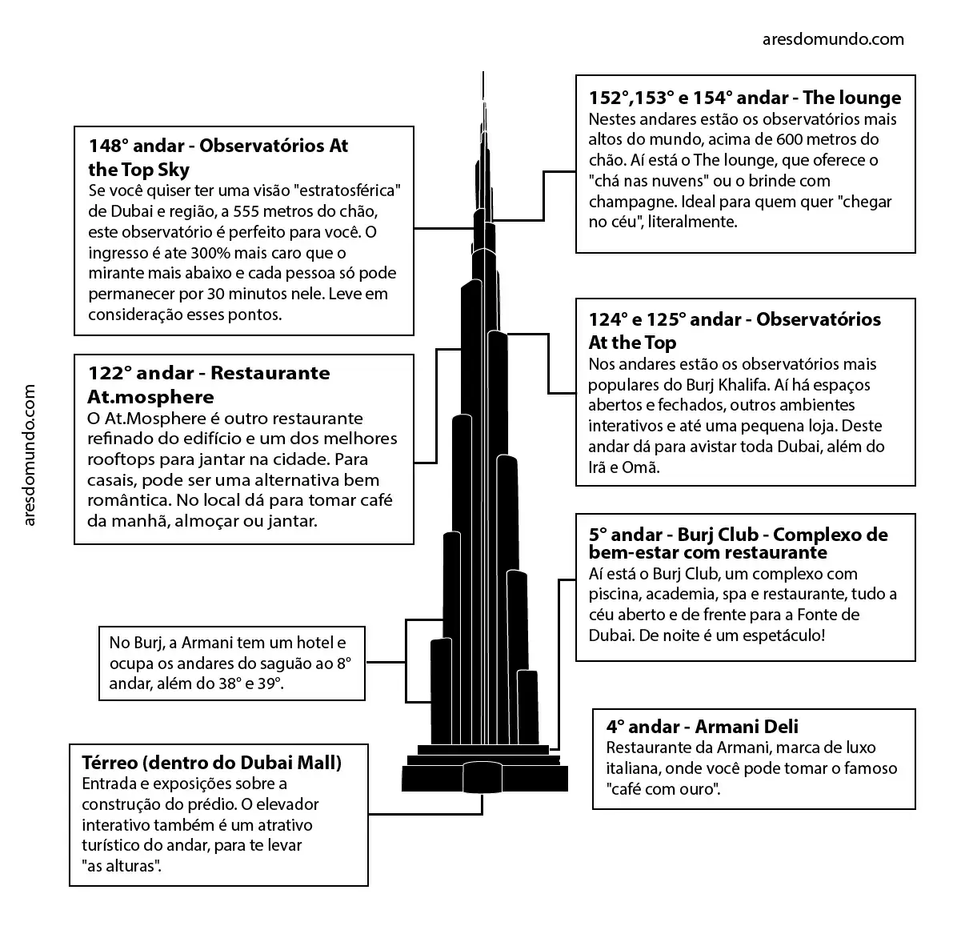 aresdomundo.com
148° andar - Observatórios At
the Top Sky
Se você quiser ter uma visão "estratosférica"
de Dubai e região, a 555 metros do chão,
este observatório é perfeito para você. O
ingresso é ate 300% mais caro que o
mirante mais abaixo e cada pessoa só pode
permanecer por 30 minutos nele. Leve em
consideração esses pontos.
152°,153° e 154° andar - The lounge
Nestes andares estão os observatórios mais
altos do mundo, acima de 600 metros do
chão. Aí está o The lounge, que oferece o
"chá nas nuvens" ou o brinde com
champagne. Ideal para quem quer "chegar
no céu", literalmente.
122° andar - Restaurante
At.mosphere
O At.Mosphere é outro restaurante
refinado do edifício e um dos melhores
rooftops para jantar na cidade. Para
casais, pode ser uma alternativa bem
romântica. No local dá para tomar café
da manhã, almoçar ou jantar.
124° e 125° andar - Observatórios
At the Top
Nos andares estão os observatórios mais
populares do Burj Khalifa. Aí há espaços
abertos e fechados, outros ambientes
interativos e até uma pequena loja. Deste
andar dá para avistar toda Dubai, além do
Irã e Omã.
aresdomundo.com
5° andar - Burj Club - Complexo de
bem-estar com restaurante
Aí está o Burj Club, um complexo com
piscina, academia, spa e restaurante, tudo a
céu aberto e de frente para a Fonte de
Dubai. De noite é um espetáculo!
No Burj, a Armani tem um hotel e
ocupa os andares do saguão ao 8°
andar, além do 38° e 39°.
4° andar - Armani Deli
Restaurante da Armani, marca de luxo
italiana, onde você pode tomar o famoso
"café com ouro".
Térreo (dentro do Dubai Mall)
Entrada e exposições sobre a
construção do prédio. O elevador
interativo também é um atrativo
turístico do andar, para te levar
"as alturas".